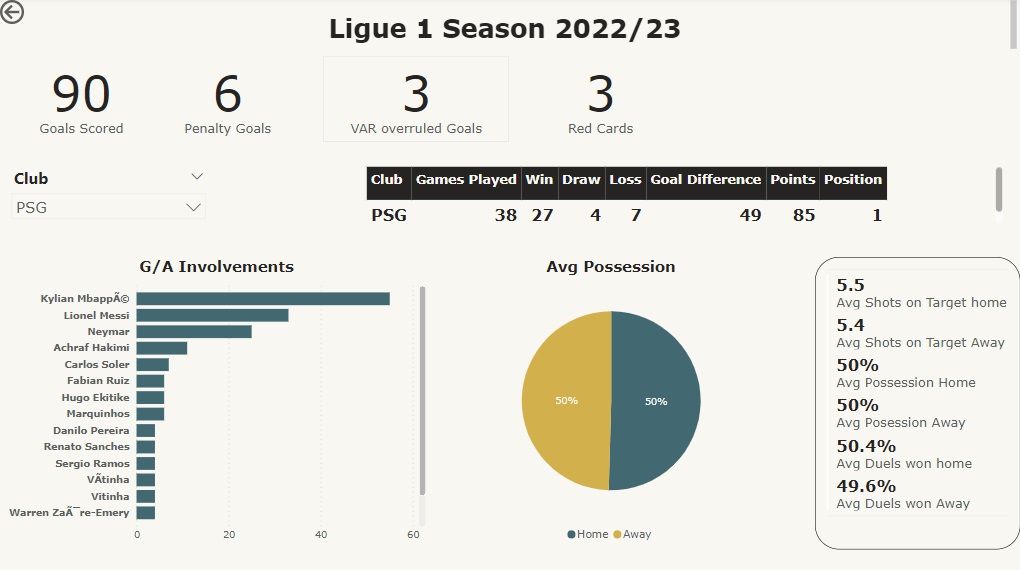 Ligue 1 Season 2022/23
90
Goals Scored
6
Penalty Goals
3
VAR overruled Goals
3
Red Cards
Club
PSG
Club Games Played Win Draw Loss Goal Difference Points Position
PSG 38 27 4 7 49 85 1
G/A Involvements
Kylian MbappÃ©
Lionel Messi
Neymar
Achraf Hakimi
Carlos Soler
Fabian Ruiz
Hugo Ekitike
Marquinhos
Danilo Pereira
Renato Sanches
Sergio Ramos
VÃtinha
Vitinha
Warren ZaÃ¯re-Emery
0 20 40 60
Avg Possession
50% 50%
Home Away
5.5
Avg Shots on Target home
5.4
Avg Shots on Target Away
50%
Avg Possession Home
50%
Avg Posession Away
50.4%
Avg Duels won home
49.6%
Avg Duels won Away